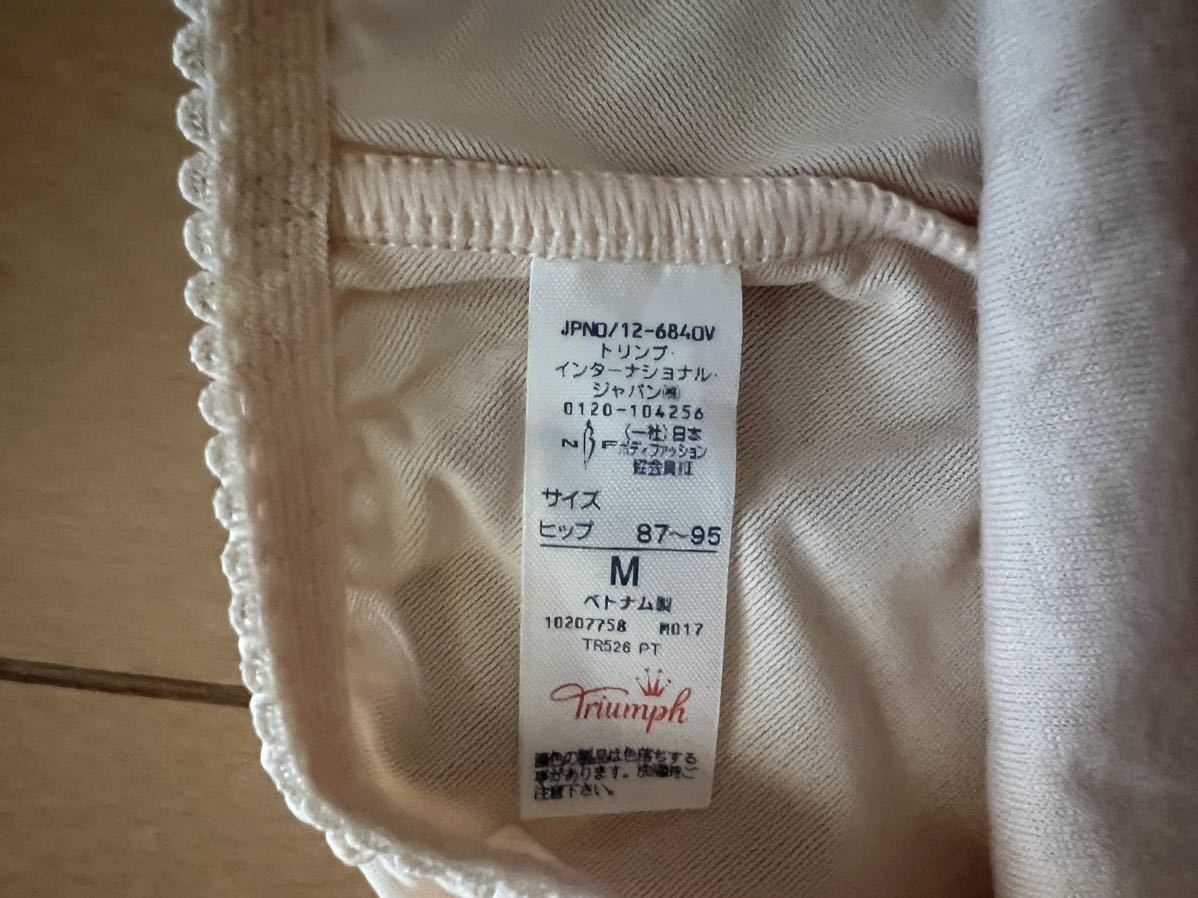 JPNO/12-6840V
トリンプ・
インターナショナル・
ジャパン㈱
0120-104256
NBF (一社)日本
ボディファッション
協会員証
サイズ
ヒップ 87～95
M
ベトナム製
10207758 M017
TR526 PT
Triumph
濃色の製品は色落ちする
事があります。洗濯時ご
注意下さい。